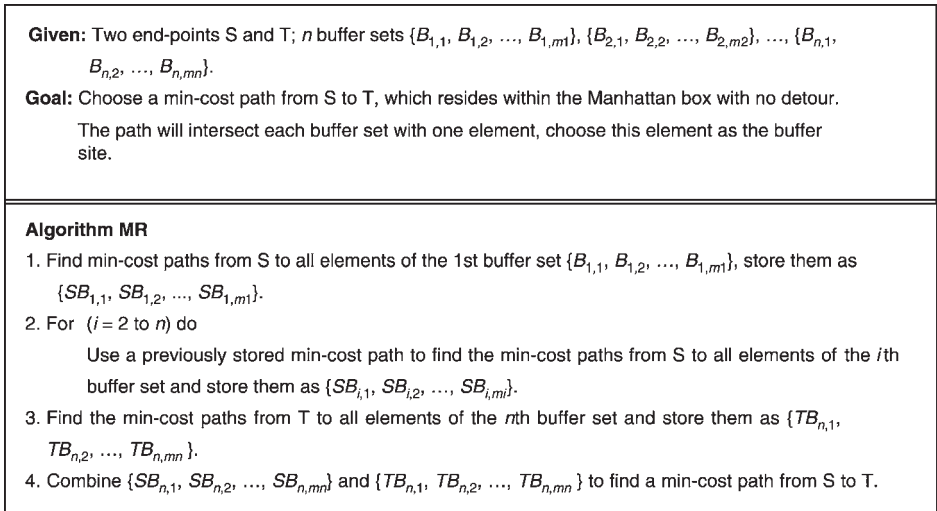 Given: Two end-points S and T; n buffer sets {B1,1, B1,2, ..., B1,m1}, {B2,1, B2,2, ..., B2,m2}, ..., {Bn,1,
Bn,2, ..., Bn,mn}.
Goal: Choose a min-cost path from S to T, which resides within the Manhattan box with no detour.
The path will intersect each buffer set with one element, choose this element as the buffer
site.
Algorithm MR
1. Find min-cost paths from S to all elements of the 1st buffer set {B1,1, B1,2, ..., B1,m1}, store them as
{SB1,1, SB1,2, ..., SB1,m1}.
2. For (i = 2 to n) do
Use a previously stored min-cost path to find the min-cost paths from S to all elements of the ith
buffer set and store them as {SBi,1, SBi,2, ..., SBi,mi}.
3. Find the min-cost paths from T to all elements of the nth buffer set and store them as {TBn,1,
TBn,2, ..., TBn,mn }.
4. Combine {SBn,1, SBn,2, ..., SBn,mn} and {TBn,1, TBn,2, ..., TBn,mn } to find a min-cost path from S to T.